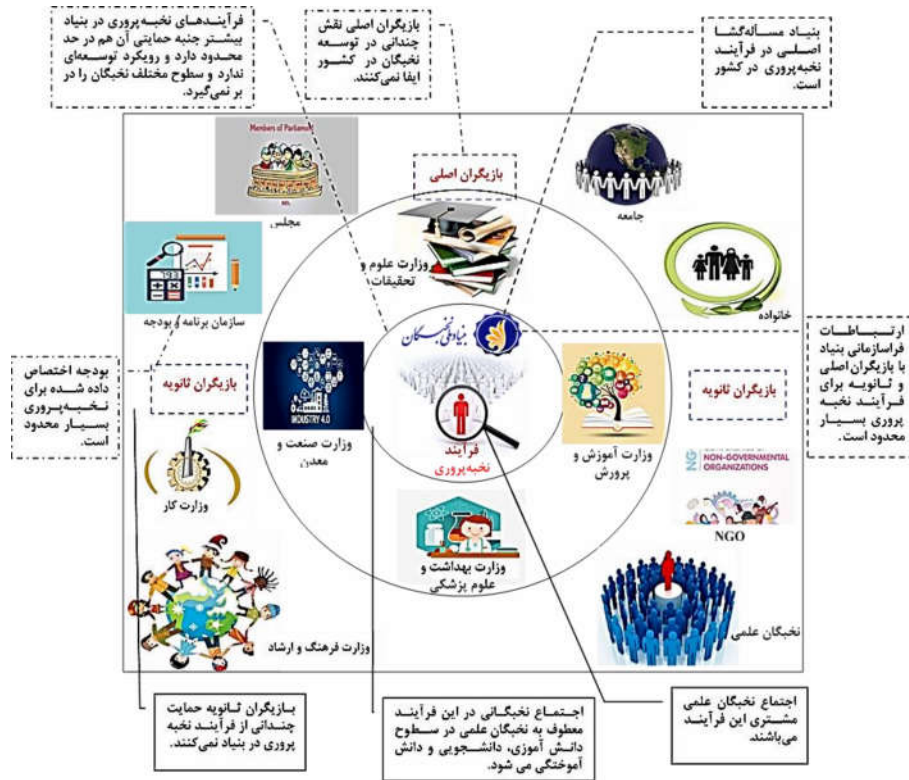 فرآیندهای نخبه‌پروری در بنیاد
بیشتر جنبه حمایتی آن هم در حد
محدود دارد و رویکرد توسعه‌ای
ندارد و سطوح مختلف نخبگان را در
بر نمی‌گیرد.
بازیگران اصلی نقش
چندانی در توسعه
نخبگان در کشور
ایفا نمی‌کنند.
بنیاد مسأله‌گشا
اصلی در فرآیند
نخبه‌پروری در کشور
است.
Members of Parliament
مجلس
بازیگران اصلی
جامعه
وزارت علوم و
تحقیقات
سازمان برنامه و بودجه
خانواده
بنیاد ملی نخبگان
ارتباطات
فراسازمانی بنیاد
با بازیگران اصلی
و ثانویه برای
فرآیند نخبه
پروری بسیار
محدود است.
بودجه اختصاص
داده شده برای
نخبه‌پروری
بسیار محدود
است.
بازیگران ثانویه
INDUSTRY 4.0
وزارت صنعت و
معدن
فرآیند
نخبه‌پروری
وزارت آموزش و
پرورش
بازیگران ثانویه
NON-GOVERNMENTAL
ORGANIZATIONS
NGO
وزارت کار
وزارت بهداشت و
علوم پزشکی
وزارت فرهنگ و ارشاد
نخبگان علمی
بازیگران ثانویه حمایت
چندانی از فرآیند نخبه
پروری در بنیاد نمی‌کنند.
اجتماع نخبگانی در این فرآیند
معطوف به نخبگان علمی در سطوح
دانش آموزی، دانشجویی و دانش
آموختگی می شود.
اجتماع نخبگان علمی
مشتری این فرآیند
می‌باشند.